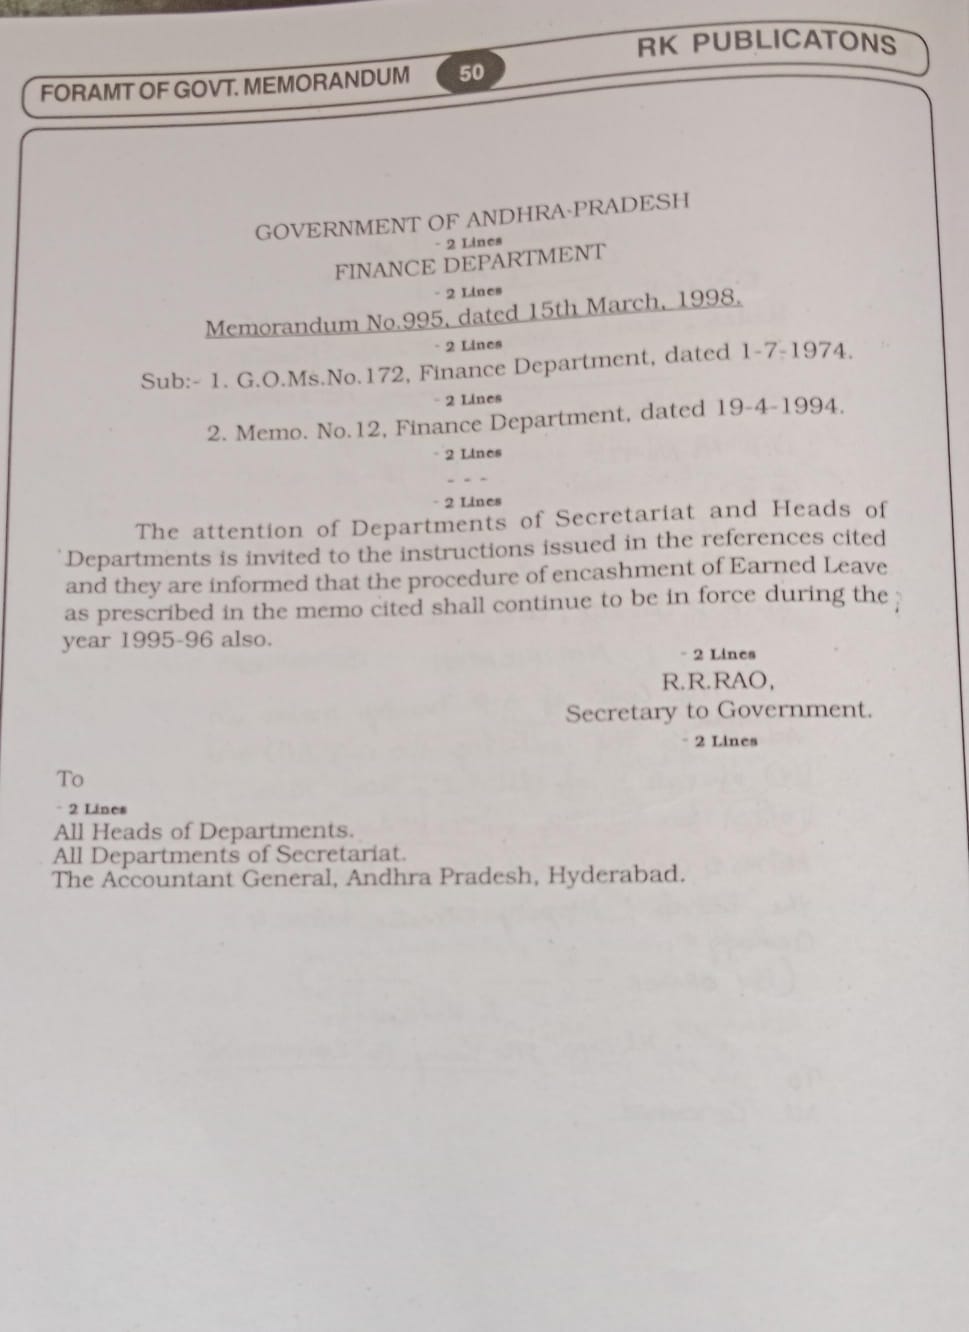 FORAMT OF GOVT. MEMORANDUM
50
RK PUBLICATONS
GOVERNMENT OF ANDHRA-PRADESH
- 2 Lines
FINANCE DEPARTMENT
- 2 Lines
Memorandum No.995, dated 15th March, 1998.
- 2 Lines
Sub:- 1. G.O.Ms.No.172, Finance Department, dated 1-7-1974.
- 2 Lines
2. Memo. No.12, Finance Department, dated 19-4-1994.
- 2 Lines
- - -
- 2 Lines
The attention of Departments of Secretariat and Heads of
Departments is invited to the instructions issued in the references cited
and they are informed that the procedure of encashment of Earned Leave
as prescribed in the memo cited shall continue to be in force during the
year 1995-96 also.
- 2 Lines
R.R.RAO,
Secretary to Government.
- 2 Lines
To
- 2 Lines
All Heads of Departments.
All Departments of Secretariat.
The Accountant General, Andhra Pradesh, Hyderabad.